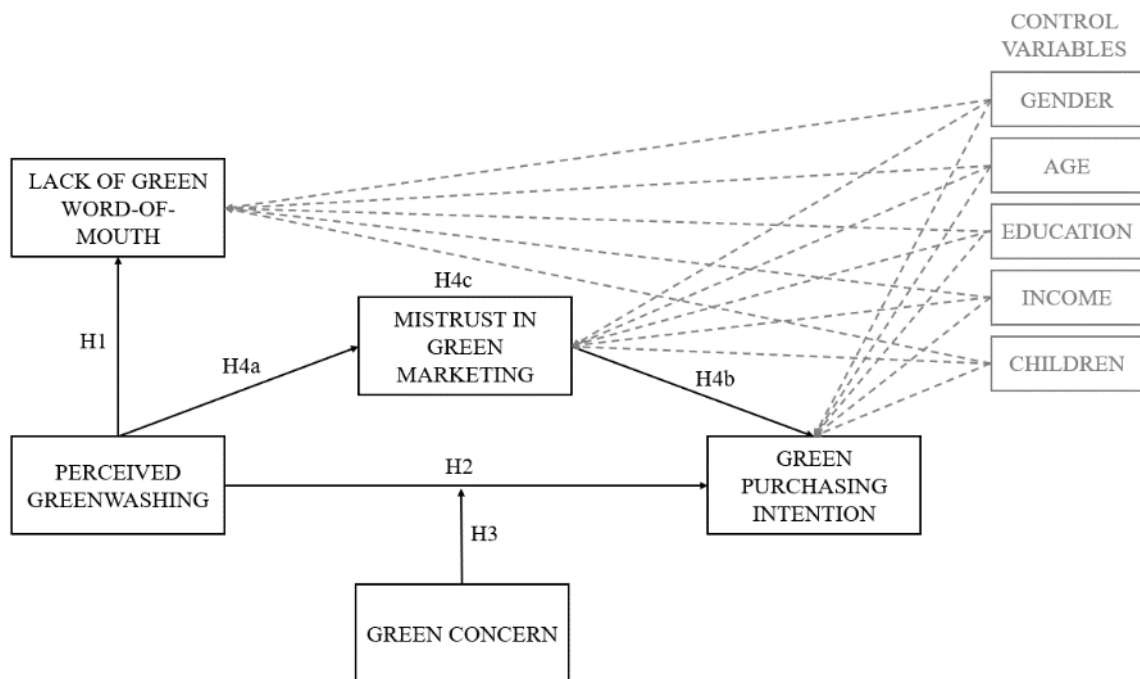 CONTROL
VARIABLES
GENDER
AGE
EDUCATION
INCOME
CHILDREN
LACK OF GREEN
WORD-OF-
MOUTH
H1
H4c
MISTRUST IN
GREEN
MARKETING
H4a
H4b
PERCEIVED
GREENWASHING
H2
GREEN
PURCHASING
INTENTION
H3
GREEN CONCERN